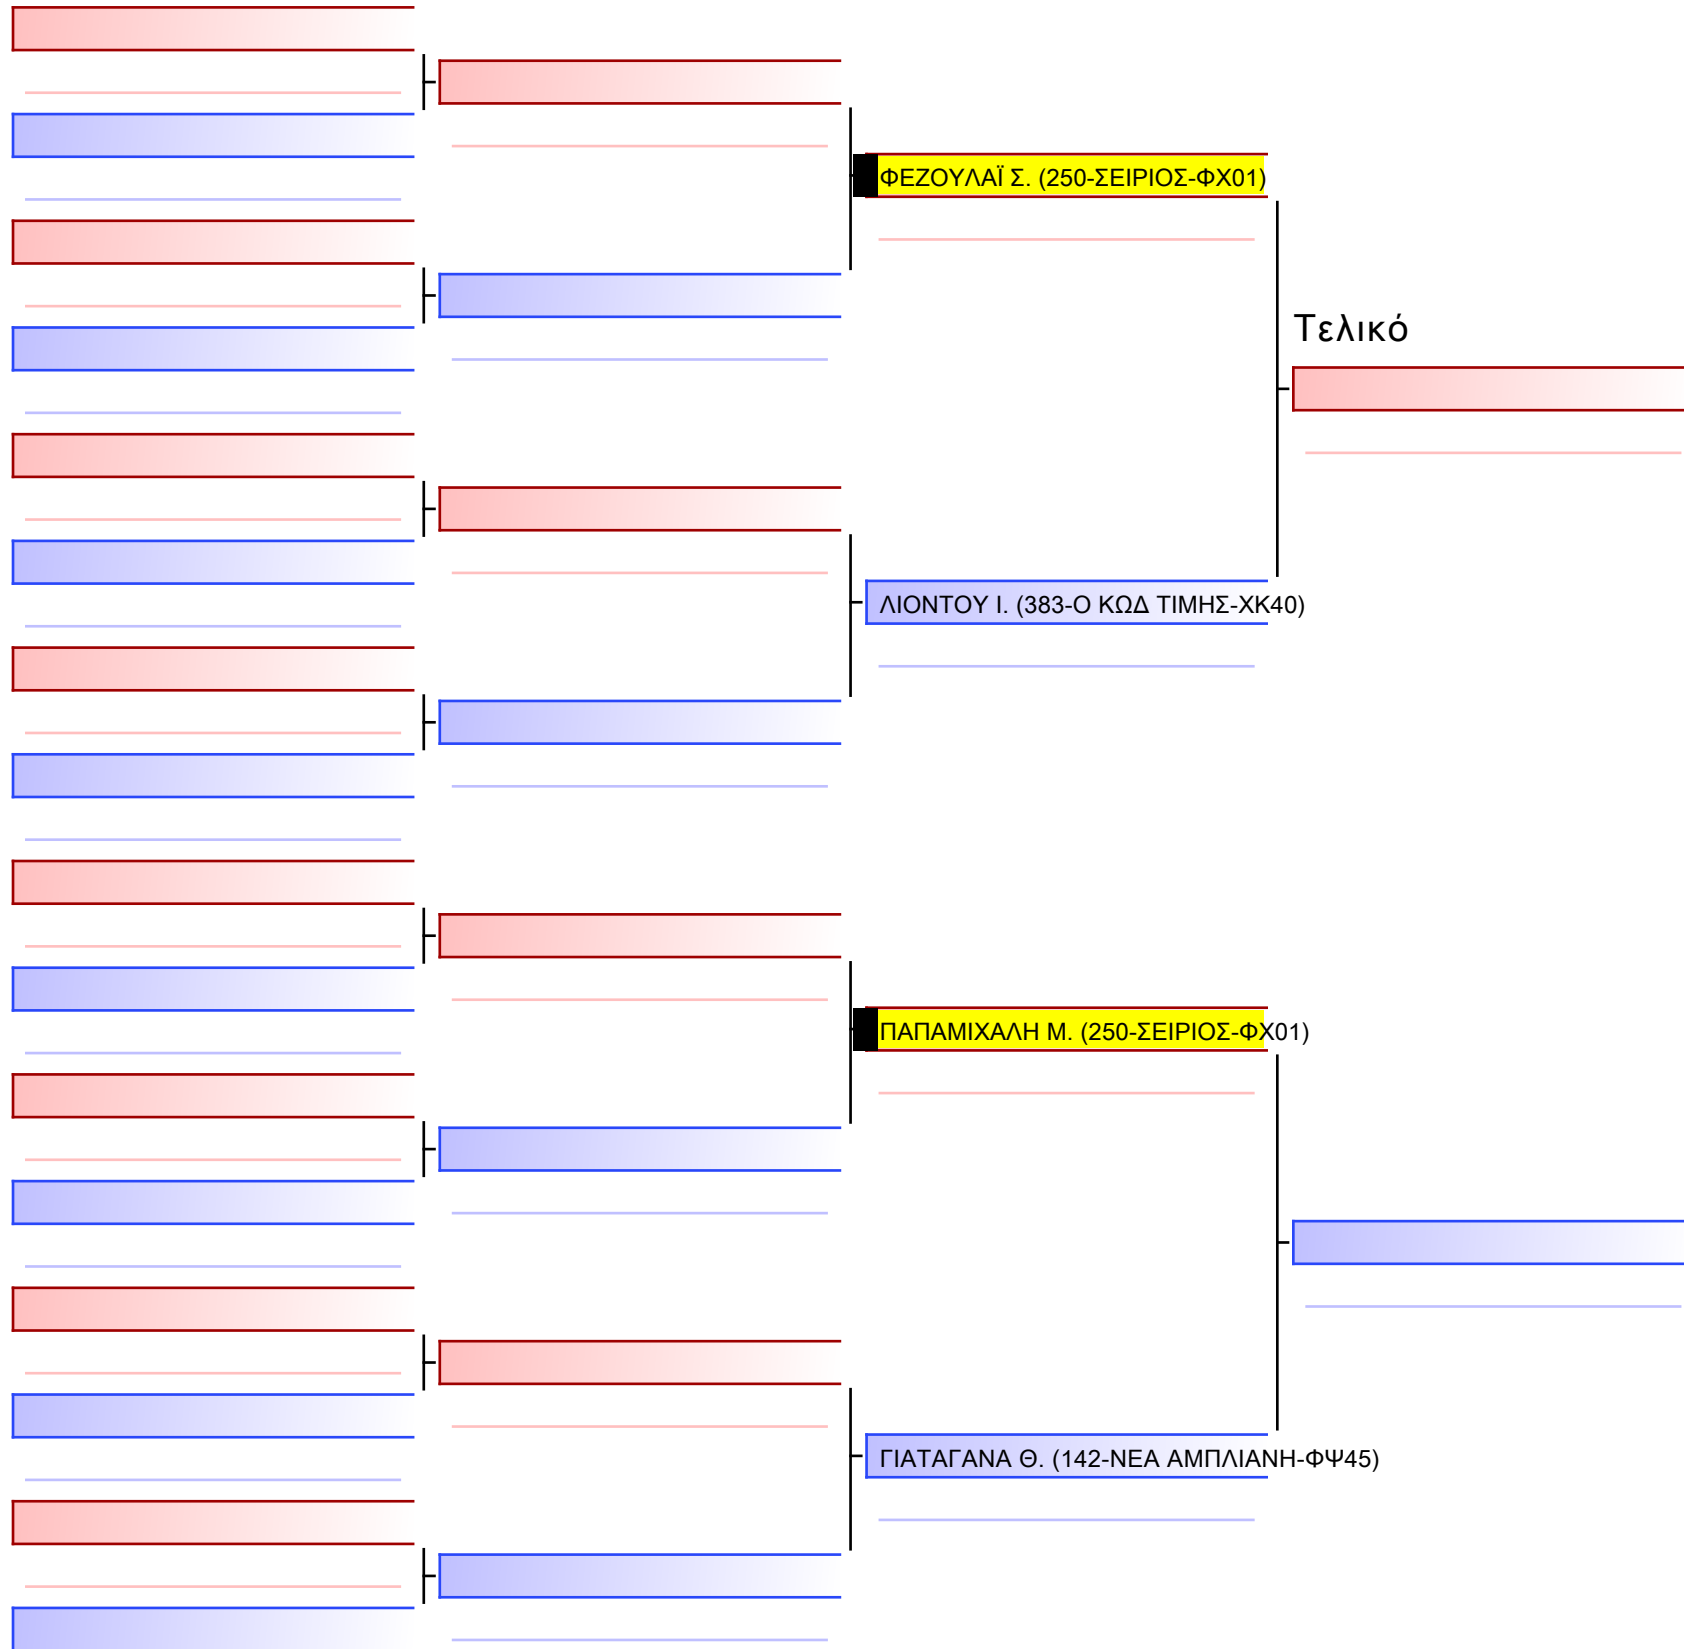 ΦΕΖΟΥΛΑΪ Σ. (250-ΣΕΙΡΙΟΣ-ΦΧ01)
Τελικό
ΛΙΟΝΤΟΥ Ι. (383-Ο ΚΩΔ ΤΙΜΗΣ-ΧΚ40)
ΠΑΠΑΜΙΧΑΛΗ Μ. (250-ΣΕΙΡΙΟΣ-ΦΧ01)
ΓΙΑΤΑΓΑΝΑ Θ. (142-ΝΕΑ ΑΜΠΛΙΑΝΗ-ΦΨ45)